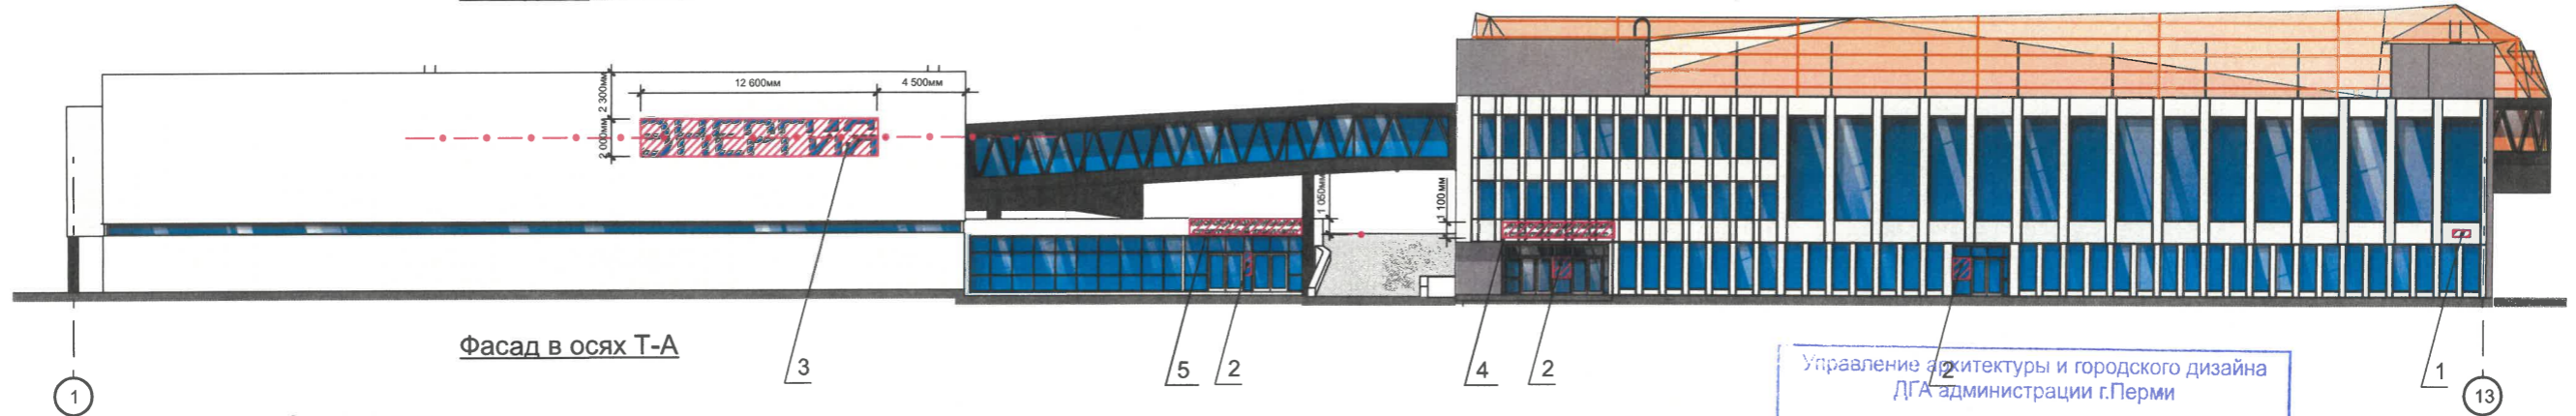 12 600мм
4 500мм
2 300мм
2 000мм
ЭНЕРГИЯ
1 050мм
1 100мм
Фасад в осях Т-А
3
5
2
4
2
2
1
1
13
Управление архитектуры и городского дизайна
ДГА администрации г.Перми